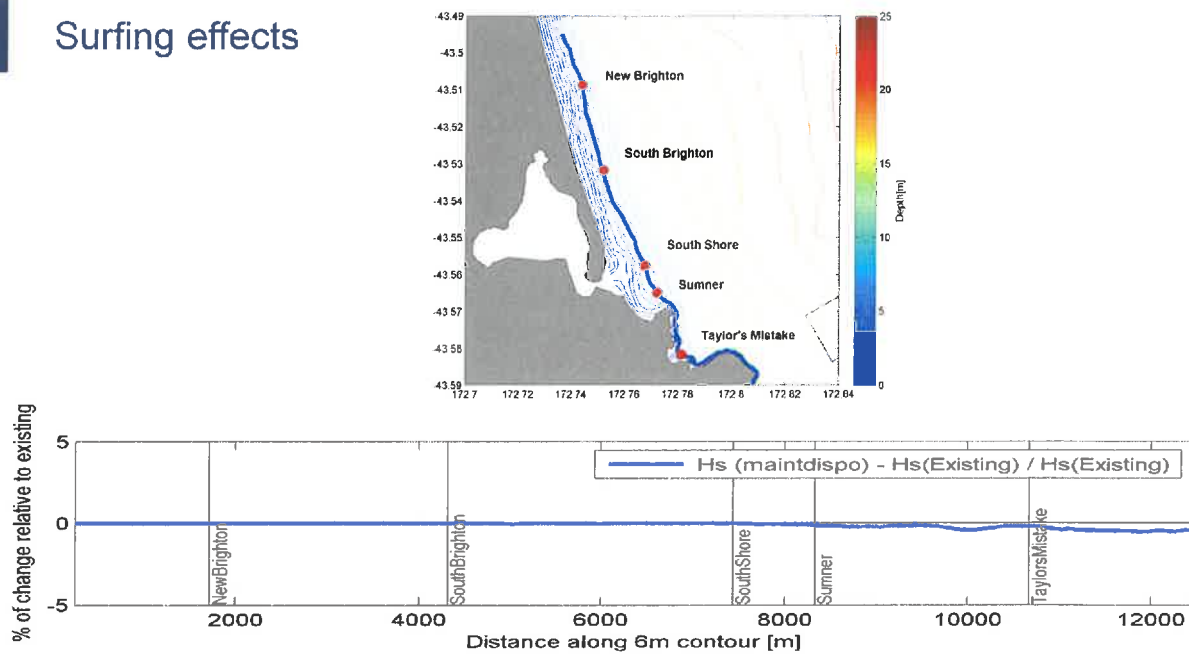 Surfing effects
-43.49
-43.5
-43.51
-43.52
-43.53
-43.54
-43.55
-43.56
-43.57
-43.58
-43.59
172 7
172 72
172 74
172 76
172 78
172 8
172 82
172 84
New Brighton
South Brighton
South Shore
Sumner
Taylor's Mistake
25
20
15
10
5
0
Depth[m]
% of change relative to existing
5
0
-5
Hs (maintdispo) - Hs(Existing) / Hs(Existing)
NewBrighton
SouthBrighton
SouthShore
Sumner
TaylorsMistake
2000
4000
6000
8000
10000
12000
Distance along 6m contour [m]